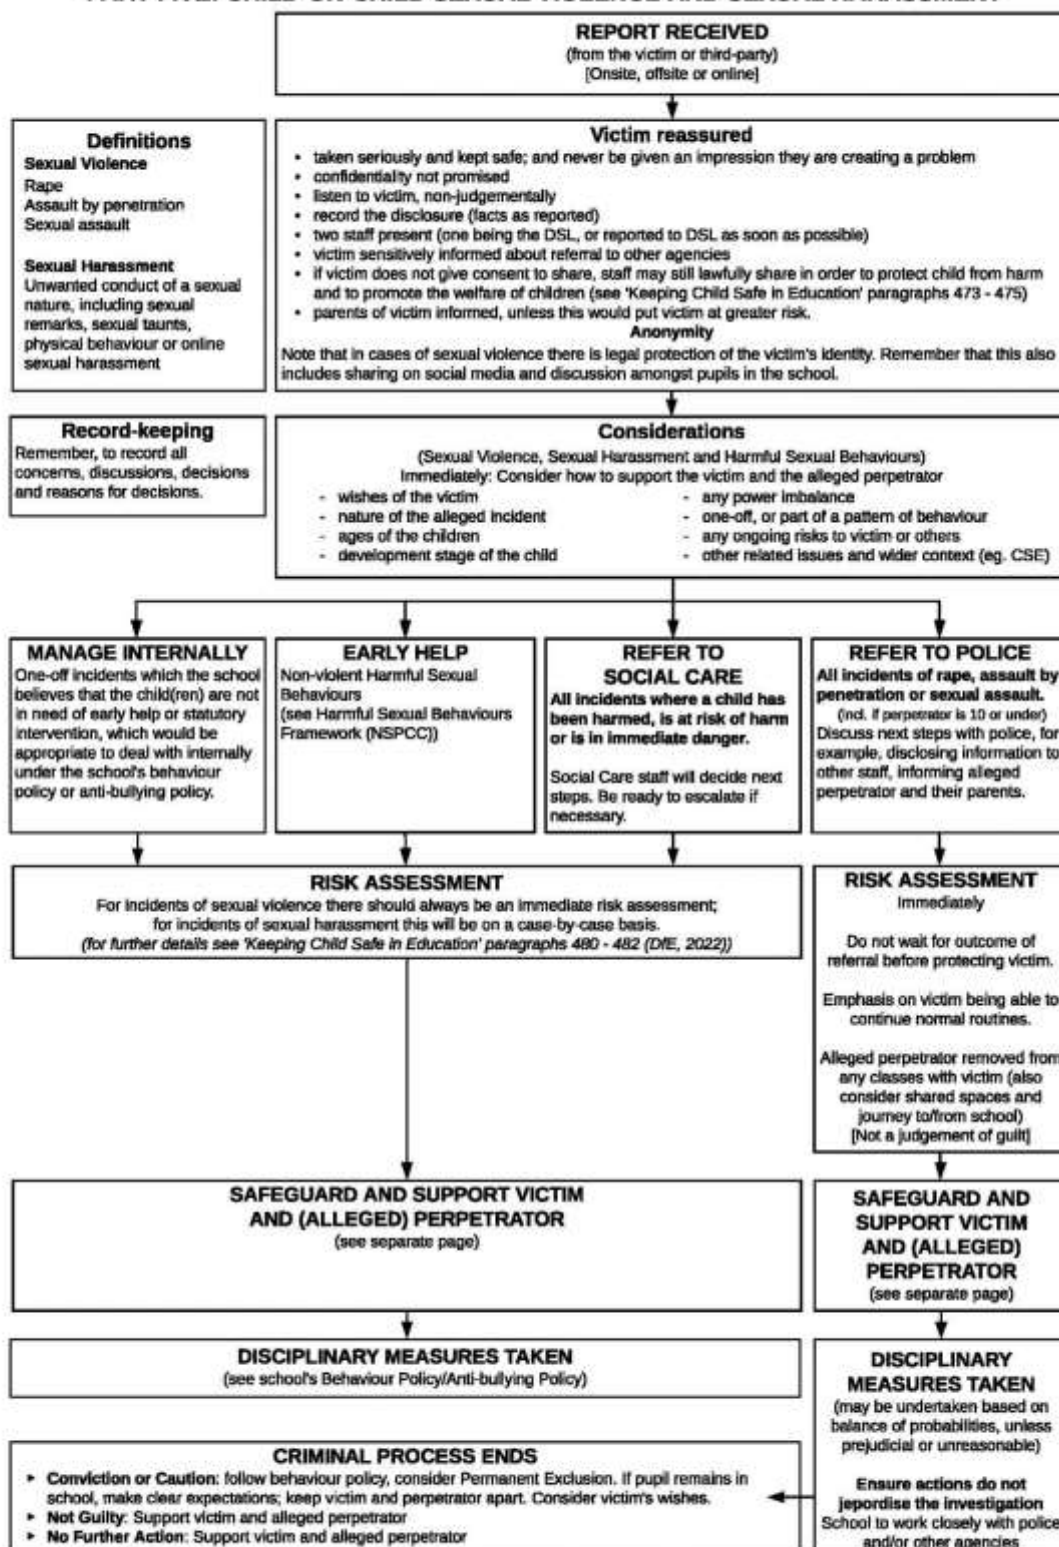 REPORT RECEIVED
(from the victim or third-party)
[Onsite, offsite or online]
Definitions
Sexual Violence
Rape
Assault by penetration
Sexual assault
Sexual Harassment
Unwanted conduct of a sexual
nature, including sexual
remarks, sexual taunts,
physical behaviour or online
sexual harassment
Victim reassured
• taken seriously and kept safe; and never be given an impression they are creating a problem
• confidentiality not promised
• listen to victim, non-judgementally
• record the disclosure (facts as reported)
• two staff present (one being the DSL, or reported to DSL as soon as possible)
• victim sensitively informed about referral to other agencies
• if victim does not give consent to share, staff may still lawfully share in order to protect child from harm
and to promote the welfare of children (see 'Keeping Child Safe in Education' paragraphs 473 - 475)
• parents of victim informed, unless this would put victim at greater risk.
Anonymity
Note that in cases of sexual violence there is legal protection of the victim's identity. Remember that this also
includes sharing on social media and discussion amongst pupils in the school.
Record-keeping
Remember, to record all
concerns, discussions, decisions
and reasons for decisions.
Considerations
(Sexual Violence, Sexual Harassment and Harmful Sexual Behaviours)
Immediately: Consider how to support the victim and the alleged perpetrator
- wishes of the victim
- nature of the alleged incident
- ages of the children
- development stage of the child
- any power imbalance
- one-off, or part of a pattern of behaviour
- any ongoing risks to victim or others
- other related issues and wider context (eg. CSE)
MANAGE INTERNALLY
One-off incidents which the school
believes that the child(ren) are not
in need of early help or statutory
intervention, which would be
appropriate to deal with internally
under the school's behaviour
policy or anti-bullying policy.
EARLY HELP
Non-violent Harmful Sexual
Behaviours
(see Harmful Sexual Behaviours
Framework (NSPCC))
REFER TO
SOCIAL CARE
All incidents where a child has
been harmed, is at risk of harm
or is in immediate danger.
Social Care staff will decide next
steps. Be ready to escalate if
necessary.
REFER TO POLICE
All incidents of rape, assault by
penetration or sexual assault.
(incl. if perpetrator is 10 or under)
Discuss next steps with police, for
example, disclosing information to
other staff, informing alleged
perpetrator and their parents.
RISK ASSESSMENT
For incidents of sexual violence there should always be an immediate risk assessment;
for incidents of sexual harassment this will be on a case-by-case basis.
(for further details see 'Keeping Child Safe in Education' paragraphs 480 - 482 (DfE, 2022))
RISK ASSESSMENT
Immediately
Do not wait for outcome of
referral before protecting victim.
Emphasis on victim being able to
continue normal routines.
Alleged perpetrator removed from
any classes with victim (also
consider shared spaces and
journey to/from school)
[Not a judgement of guilt]
SAFEGUARD AND SUPPORT VICTIM
AND (ALLEGED) PERPETRATOR
(see separate page)
SAFEGUARD AND
SUPPORT VICTIM
AND (ALLEGED)
PERPETRATOR
(see separate page)
DISCIPLINARY MEASURES TAKEN
(see school's Behaviour Policy/Anti-bullying Policy)
DISCIPLINARY
MEASURES TAKEN
(may be undertaken based on
balance of probabilities, unless
prejudicial or unreasonable)
Ensure actions do not
jepordise the investigation
School to work closely with police
and/or other agencies
CRIMINAL PROCESS ENDS
▸ Conviction or Caution: follow behaviour policy, consider Permanent Exclusion. If pupil remains in
school, make clear expectations; keep victim and perpetrator apart. Consider victim's wishes.
▸ Not Guilty: Support victim and alleged perpetrator
▸ No Further Action: Support victim and alleged perpetrator